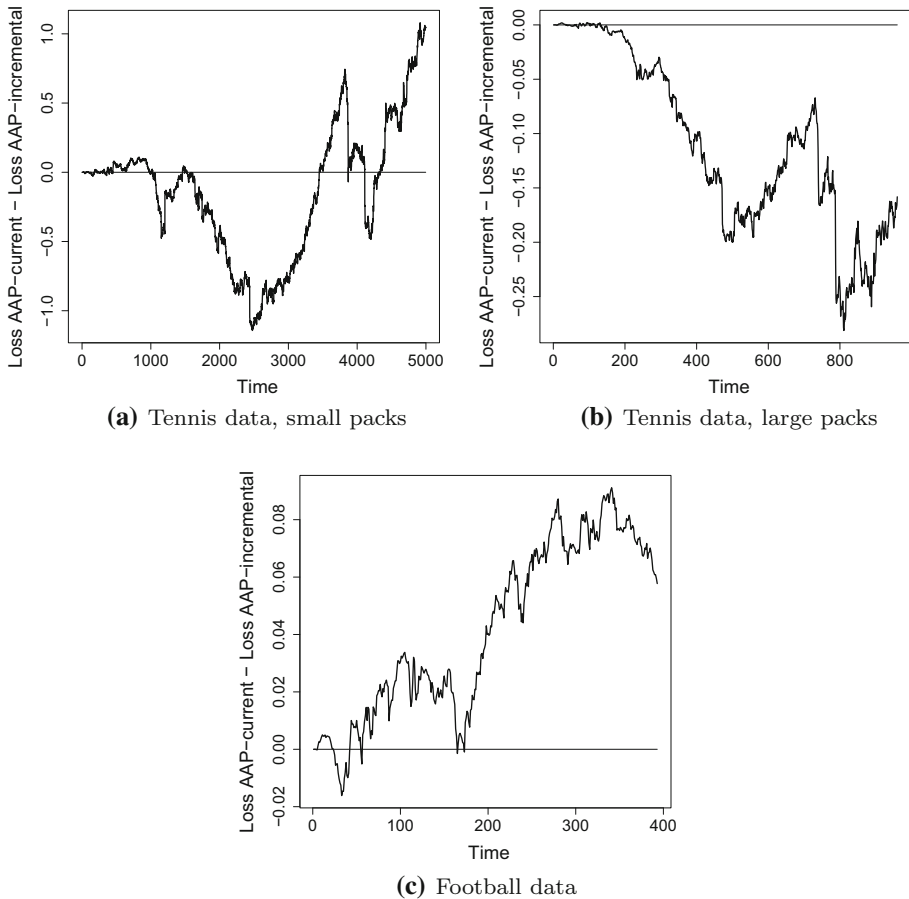 Loss AAP-current − Loss AAP-incremental
1.0
0.5
0.0
−0.5
−1.0
0 1000 2000 3000 4000 5000
Time
(a) Tennis data, small packs
Loss AAP-current − Loss AAP-incremental
0.00
−0.05
−0.10
−0.15
−0.20
−0.25
0 200 400 600 800
Time
(b) Tennis data, large packs
Loss AAP-current − Loss AAP-incremental
0.08
0.06
0.04
0.02
0.00
−0.02
0 100 200 300 400
Time
(c) Football data